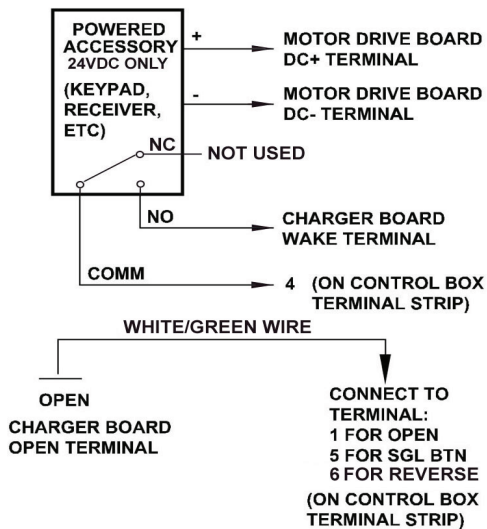 POWERED
ACCESSORY
24VDC ONLY
(KEYPAD,
RECEIVER,
ETC)
+
MOTOR DRIVE BOARD
DC+ TERMINAL
-
MOTOR DRIVE BOARD
DC- TERMINAL
NC
NOT USED
NO
CHARGER BOARD
WAKE TERMINAL
COMM
4 (ON CONTROL BOX
TERMINAL STRIP)
WHITE/GREEN WIRE
OPEN
CHARGER BOARD
OPEN TERMINAL
CONNECT TO
TERMINAL:
1 FOR OPEN
5 FOR SGL BTN
6 FOR REVERSE
(ON CONTROL BOX
TERMINAL STRIP)